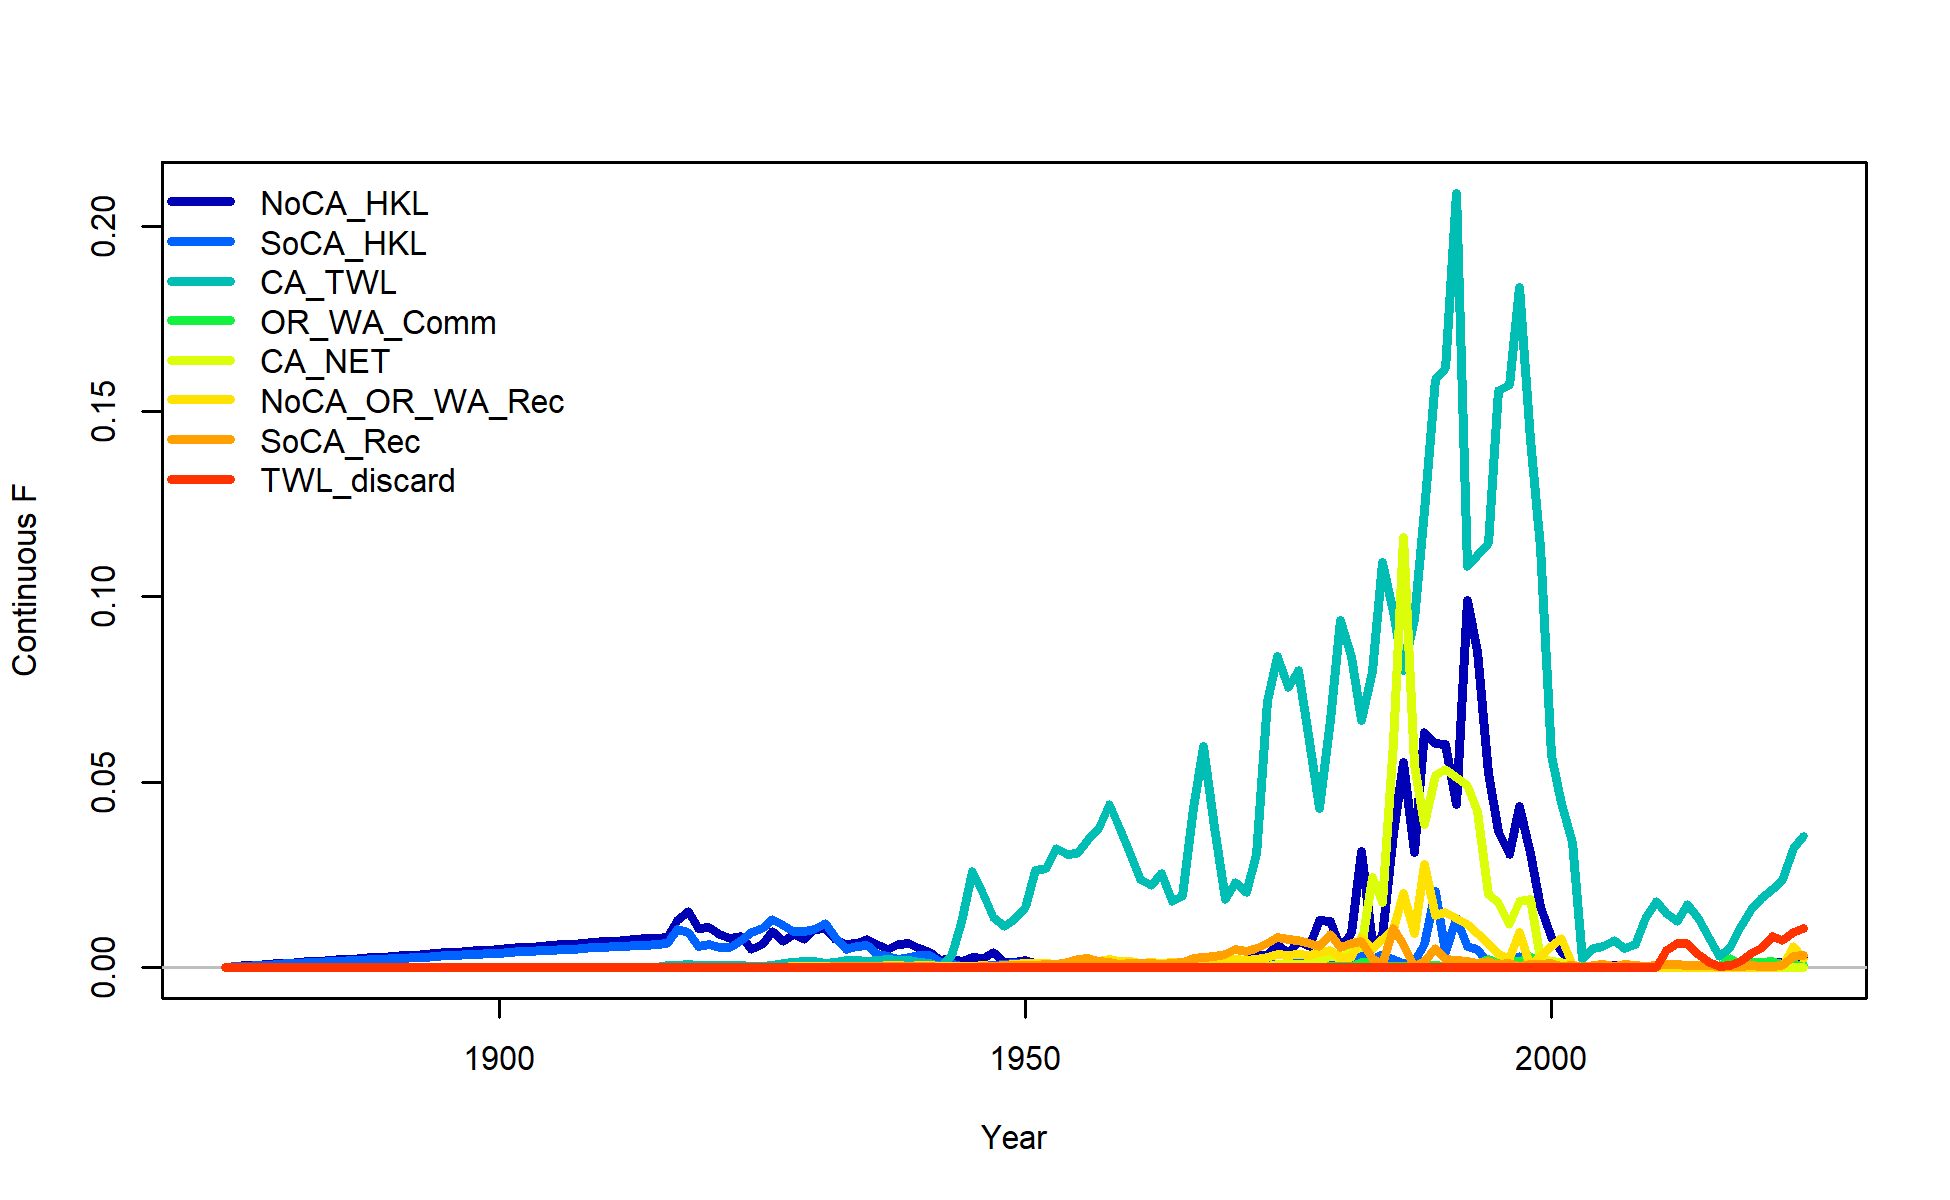 NoCA_HKL
SoCA_HKL
CA_TWL
OR_WA_Comm
CA_NET
NoCA_OR_WA_Rec
SoCA_Rec
TWL_discard
Continuous F
0.20
0.15
0.10
0.05
0.00
1900 1950 2000
Year